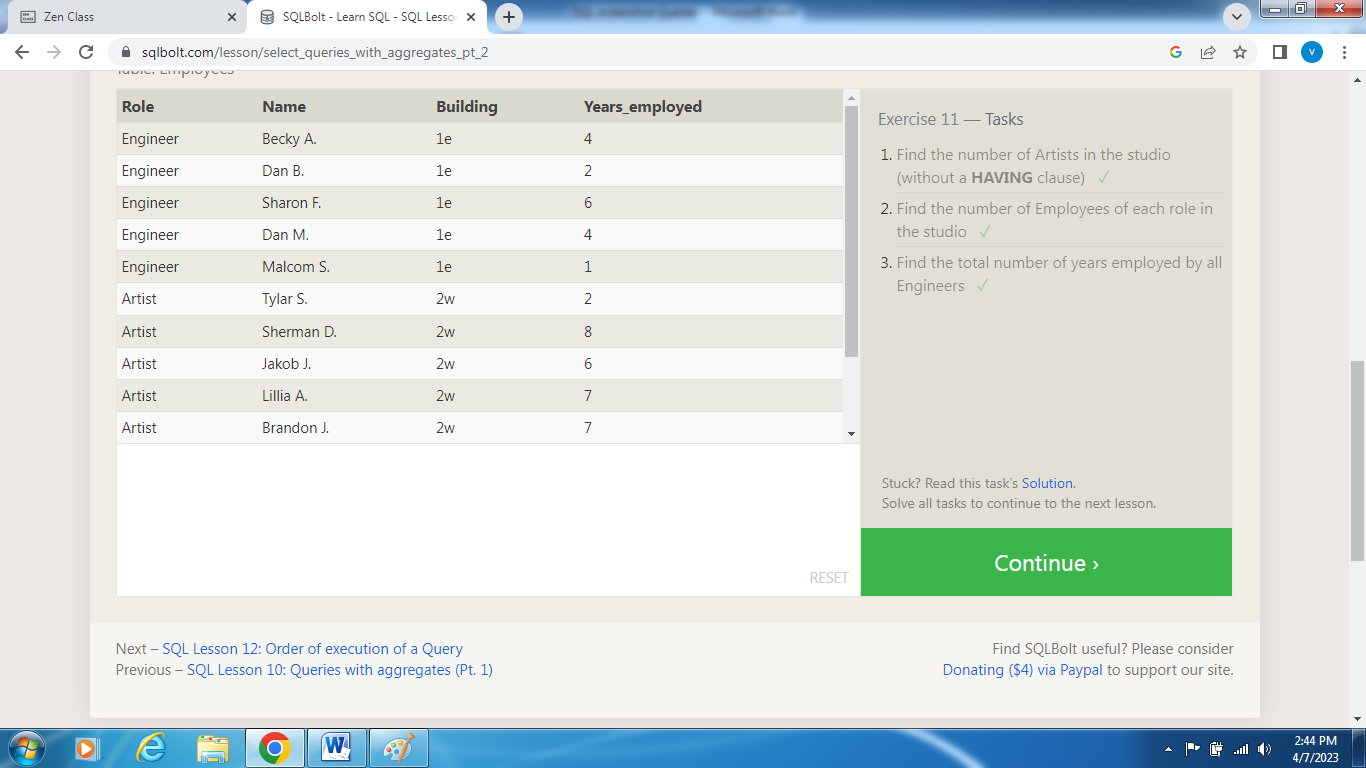 Zen Class
SQLBolt - Learn SQL - SQL Lesson
sqlbolt.com/lesson/select_queries_with_aggregates_pt_2
V
Table: Employees
Role Name Building Years_employed
Engineer Becky A. 1e 4
Engineer Dan B. 1e 2
Engineer Sharon F. 1e 6
Engineer Dan M. 1e 4
Engineer Malcom S. 1e 1
Artist Tylar S. 2w 2
Artist Sherman D. 2w 8
Artist Jakob J. 2w 6
Artist Lillia A. 2w 7
Artist Brandon J. 2w 7
RESET
Exercise 11 — Tasks
1. Find the number of Artists in the studio
(without a HAVING clause) ✓
2. Find the number of Employees of each role in
the studio ✓
3. Find the total number of years employed by all
Engineers ✓
Stuck? Read this task's Solution.
Solve all tasks to continue to the next lesson.
Continue ›
Next – SQL Lesson 12: Order of execution of a Query
Previous – SQL Lesson 10: Queries with aggregates (Pt. 1)
Find SQLBolt useful? Please consider
Donating ($4) via Paypal to support our site.
2:44 PM
4/7/2023